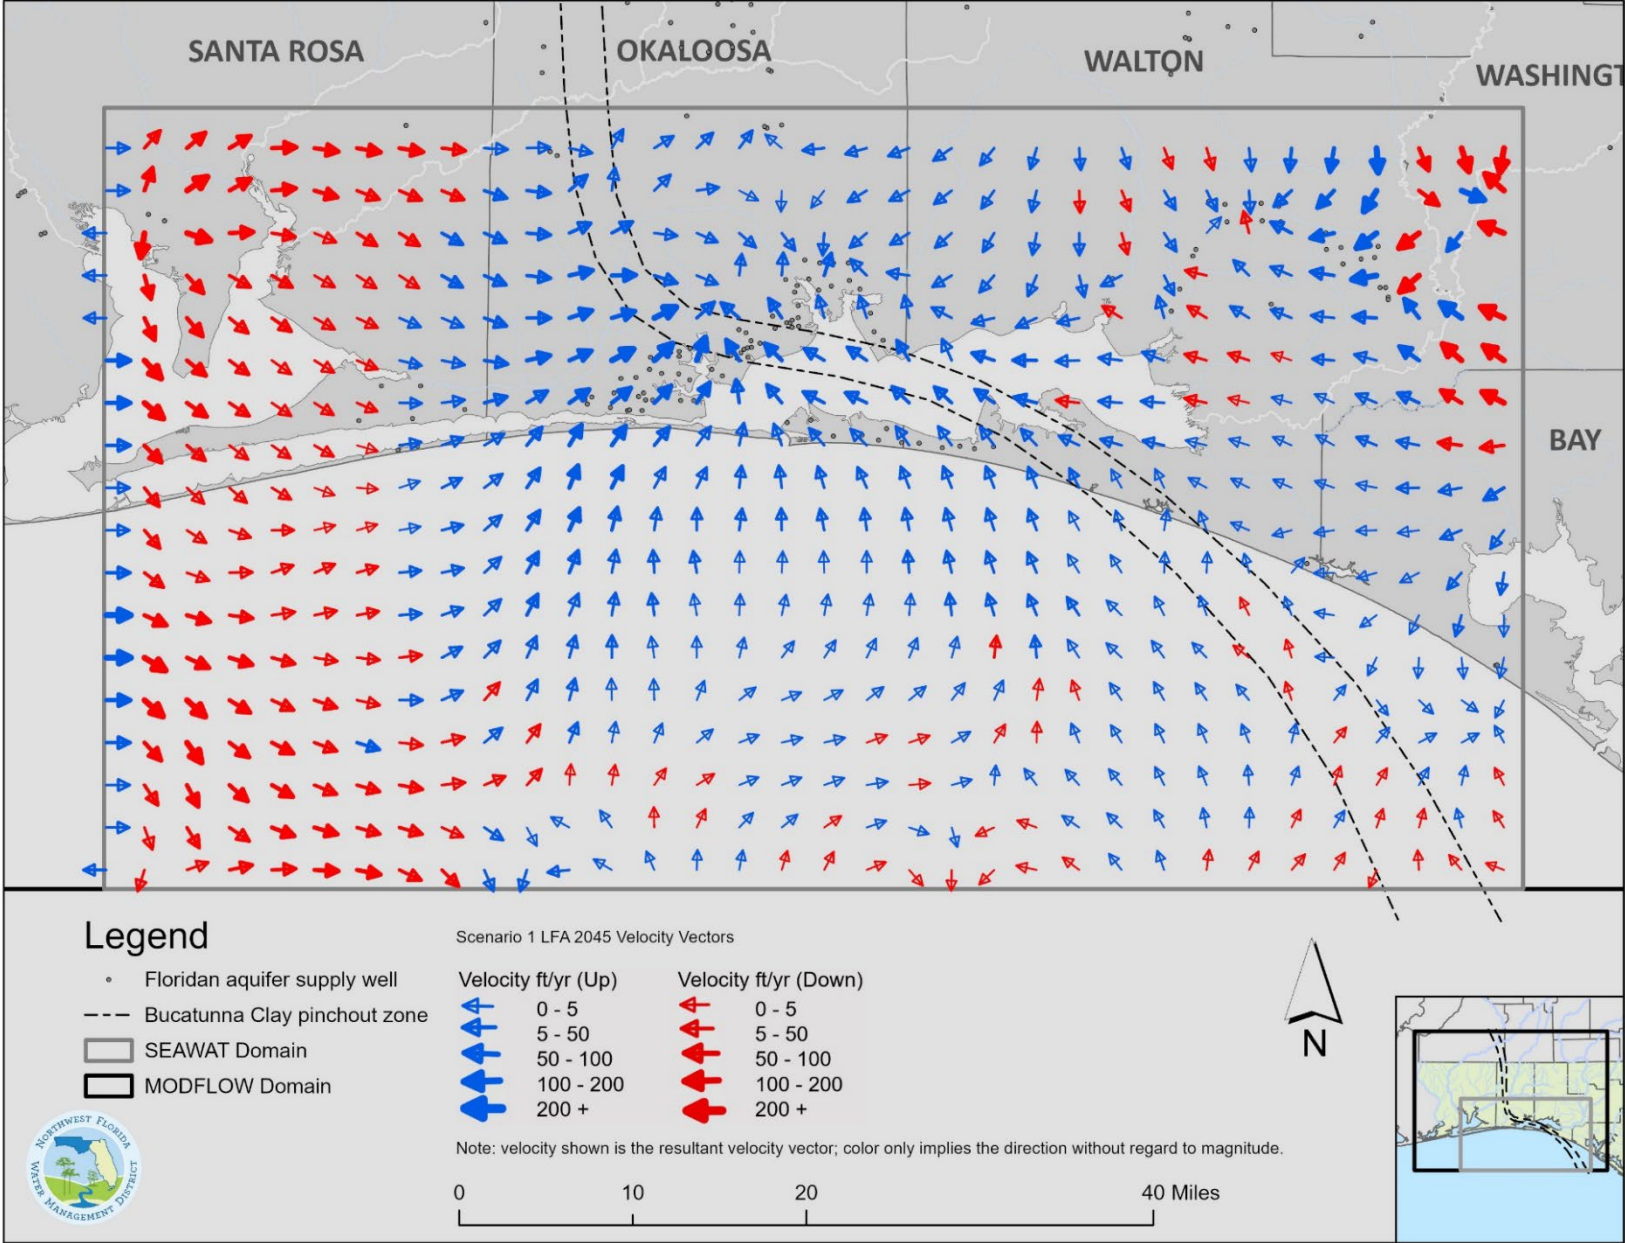 SANTA ROSA
OKALOOSA
WALTON
WASHINGT
BAY
Legend
Floridan aquifer supply well
Bucatunna Clay pinchout zone
SEAWAT Domain
MODFLOW Domain
Scenario 1 LFA 2045 Velocity Vectors
Velocity ft/yr (Up)
0 - 5
5 - 50
50 - 100
100 - 200
200 +
Velocity ft/yr (Down)
0 - 5
5 - 50
50 - 100
100 - 200
200 +
Note: velocity shown is the resultant velocity vector; color only implies the direction without regard to magnitude.
0 10 20 40 Miles
N
NORTHWEST FLORIDA
WATER MANAGEMENT DISTRICT